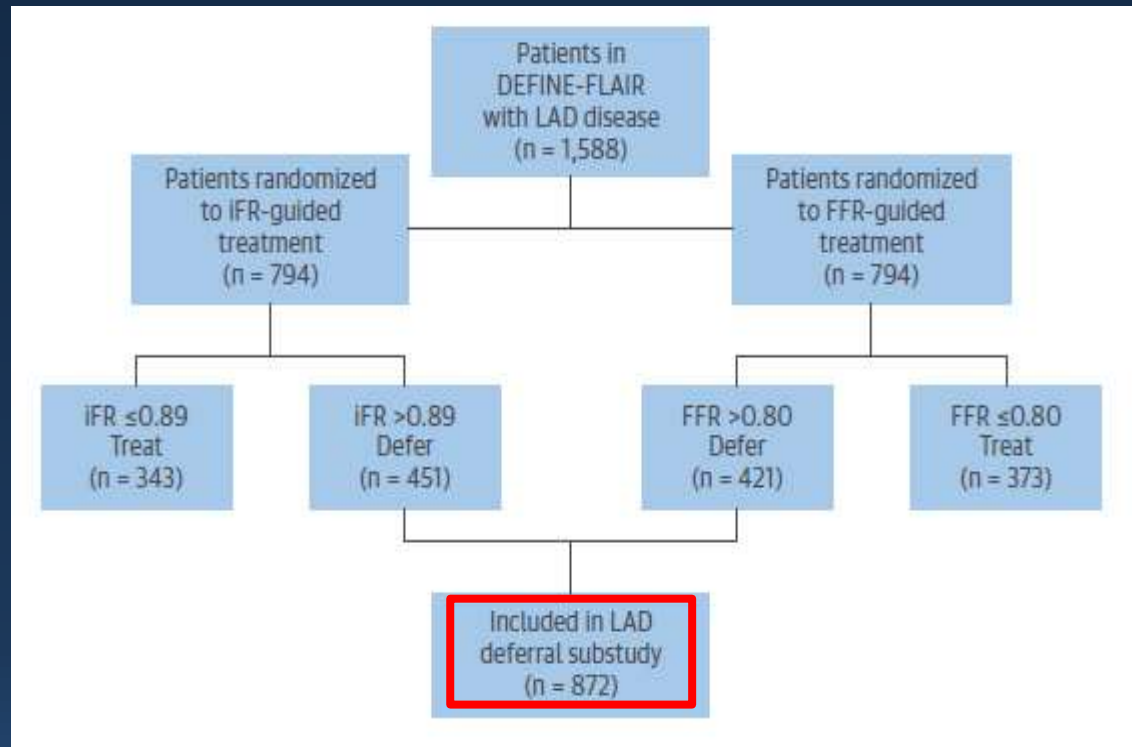 Patients in
DEFINE-FLAIR
with LAD disease
(n = 1,588)
Patients randomized
to iFR-guided
treatment
(n = 794)
Patients randomized
to FFR-guided
treatment
(n = 794)
iFR ≤0.89
Treat
(n = 343)
iFR >0.89
Defer
(n = 451)
FFR >0.80
Defer
(n = 421)
FFR ≤0.80
Treat
(n = 373)
Included in LAD
deferral substudy
(n = 872)